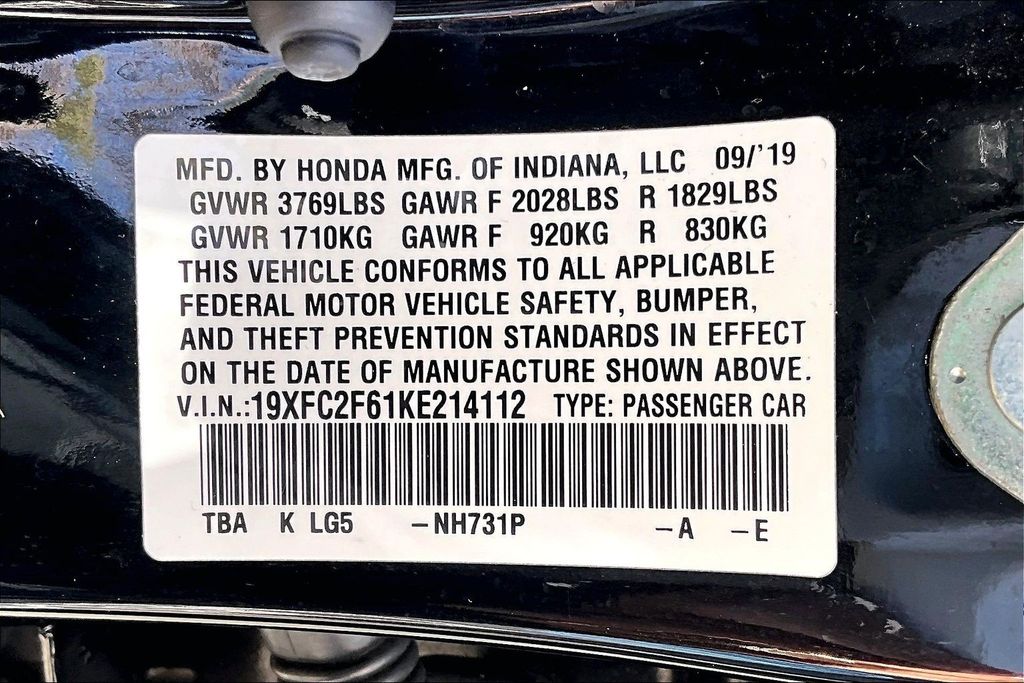 MFD. BY HONDA MFG. OF INDIANA, LLC 09/'19
GVWR 3769LBS GAWR F 2028LBS R 1829LBS
GVWR 1710KG GAWR F 920KG R 830KG
THIS VEHICLE CONFORMS TO ALL APPLICABLE
FEDERAL MOTOR VEHICLE SAFETY, BUMPER,
AND THEFT PREVENTION STANDARDS IN EFFECT
ON THE DATE OF MANUFACTURE SHOWN ABOVE.
V.I.N.:19XFC2F61KE214112 TYPE: PASSENGER CAR
TBA K LG5 –NH731P –A –E